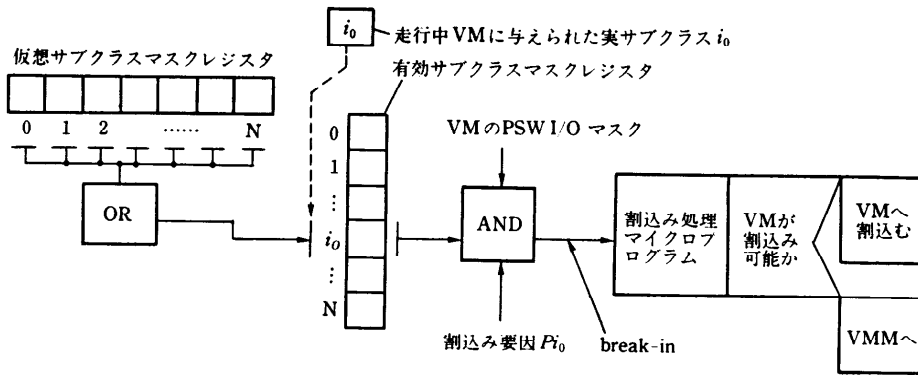 i₀
走行中VMに与えられた実サブクラス i₀
仮想サブクラスマスクレジスタ
有効サブクラスマスクレジスタ
0 1 2 …… N
0
1
⋮
i₀
⋮
N
VMのPSW I/O マスク
OR
AND
割込み処理
マイクロプ
ログラム
VMが
割込み
可能か
VMへ
割込む
VMMへ
割込み要因 Pi₀
break-in